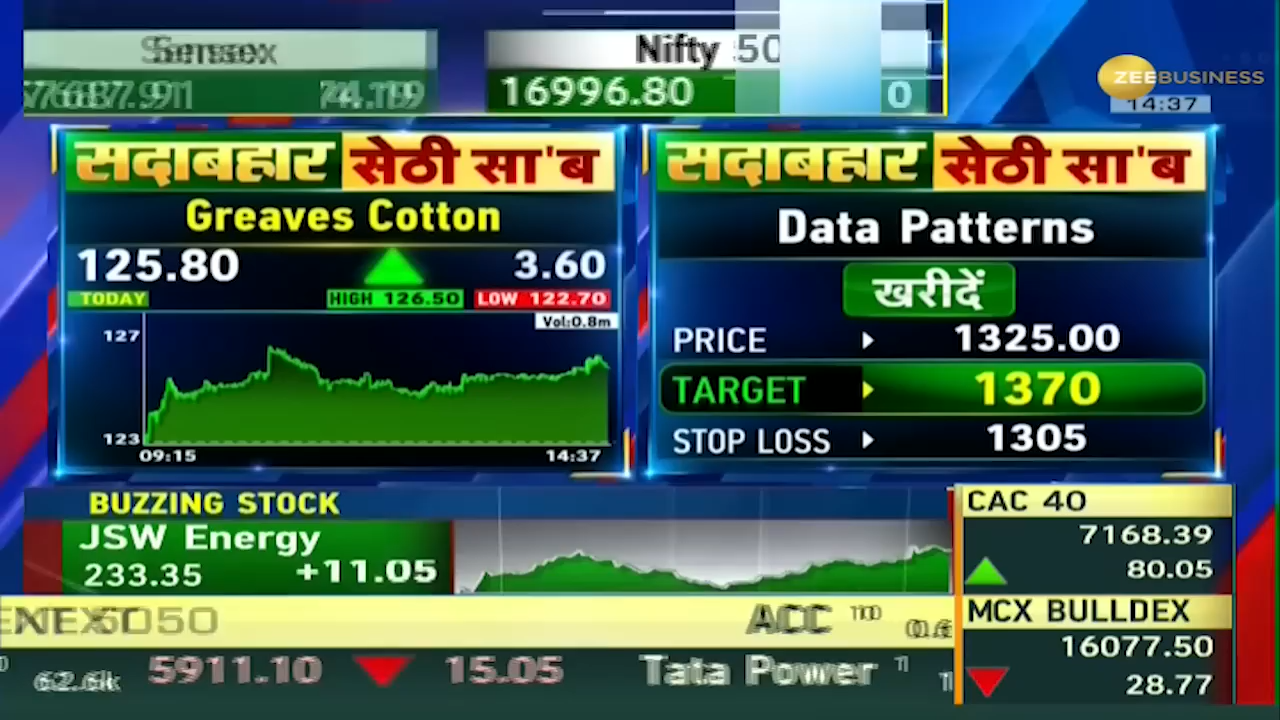 Sensex
Nifty 50
16996.80
0
ZEEBUSINESS
14:37
सदाबहार सेठी सा'ब
Greaves Cotton
125.80 3.60
TODAY HIGH 126.50 LOW 122.70
Vol:0.8m
127
123
09:15 14:37
सदाबहार सेठी सा'ब
Data Patterns
खरीदें
PRICE 1325.00
TARGET 1370
STOP LOSS 1305
BUZZING STOCK
JSW Energy
233.35 +11.05
CAC 40
7168.39
80.05
MCX BULLDEX
16077.50
28.77
ACC
5911.10 15.05 Tata Power